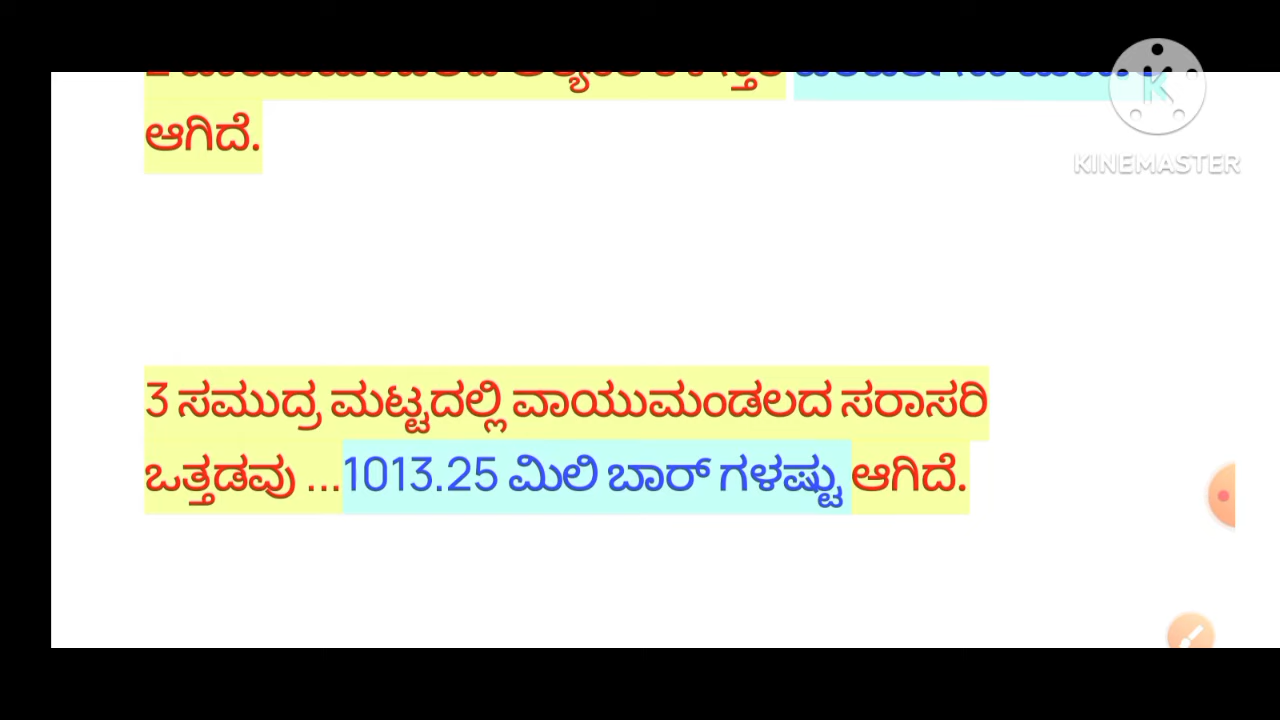 ಆಗಿದೆ.
KINEMASTER
3 ಸಮುದ್ರ ಮಟ್ಟದಲ್ಲಿ ವಾಯುಮಂಡಲದ ಸರಾಸರಿ
ಒತ್ತಡವು ...1013.25 ಮಿಲಿ ಬಾರ್ ಗಳಷ್ಟು ಆಗಿದೆ.